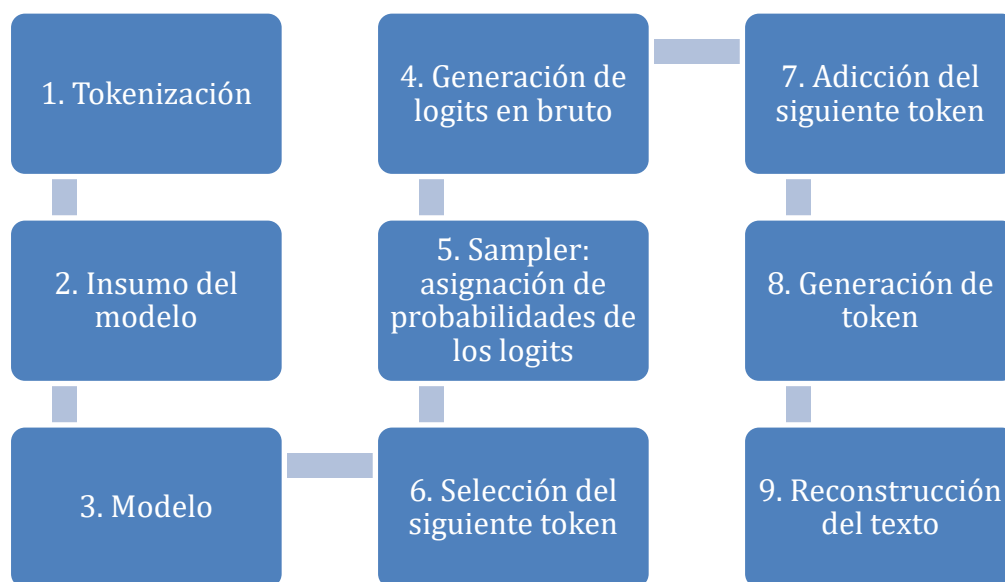 1. Tokenización
2. Insumo del
modelo
3. Modelo
4. Generación de
logits en bruto
5. Sampler:
asignación de
probabilidades de
los logits
6. Selección del
siguiente token
7. Adicción del
siguiente token
8. Generación de
token
9. Reconstrucción
del texto